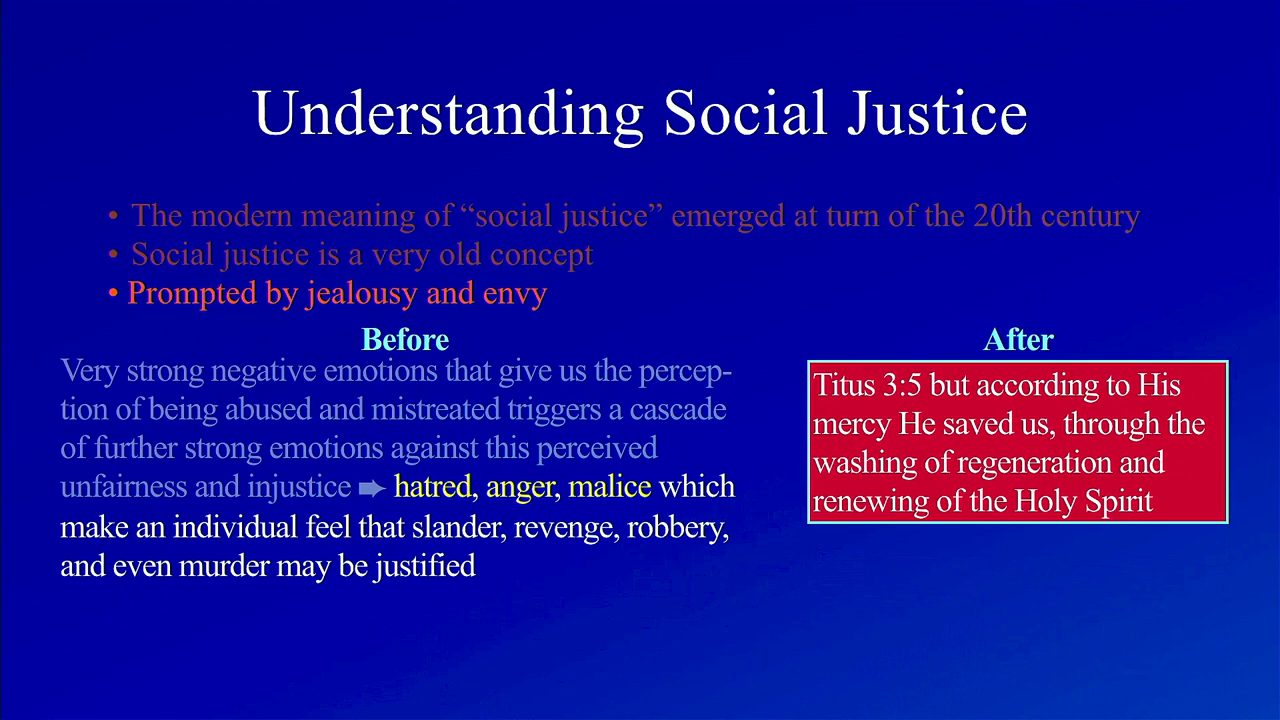 Understanding Social Justice
• The modern meaning of “social justice” emerged at turn of the 20th century
• Social justice is a very old concept
• Prompted by jealousy and envy
Before
Very strong negative emotions that give us the percep-
tion of being abused and mistreated triggers a cascade
of further strong emotions against this perceived
unfairness and injustice ➨ hatred, anger, malice which
make an individual feel that slander, revenge, robbery,
and even murder may be justified
After
Titus 3:5 but according to His
mercy He saved us, through the
washing of regeneration and
renewing of the Holy Spirit